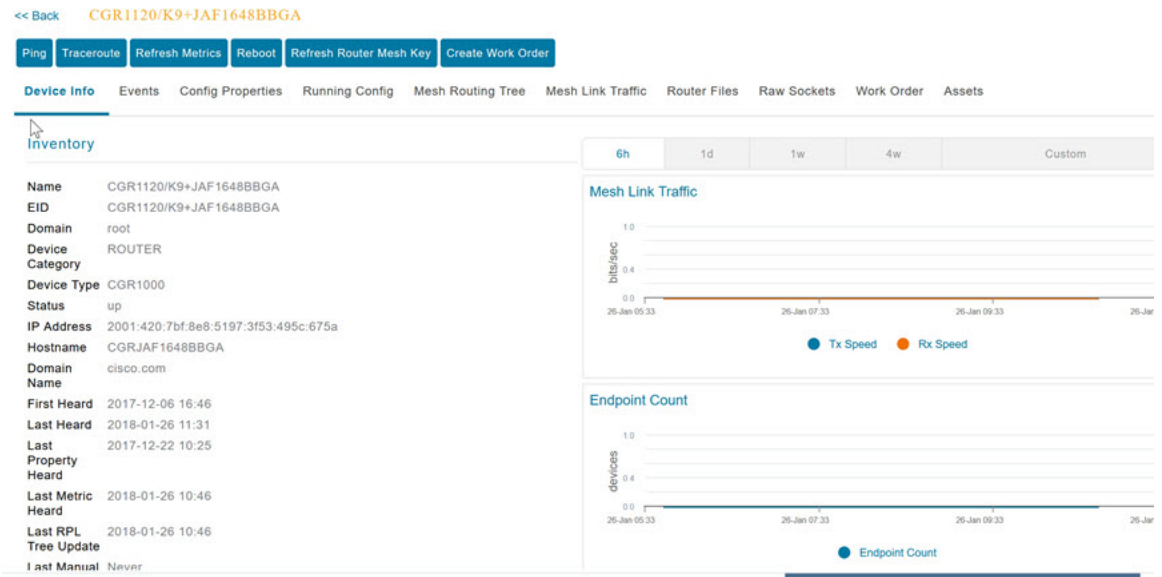 << Back CGR1120/K9+JAF1648BBGA
Ping Traceroute Refresh Metrics Reboot Refresh Router Mesh Key Create Work Order
Device Info Events Config Properties Running Config Mesh Routing Tree Mesh Link Traffic Router Files Raw Sockets Work Order Assets
Inventory
Name CGR1120/K9+JAF1648BBGA
EID CGR1120/K9+JAF1648BBGA
Domain root
Device ROUTER
Category
Device Type CGR1000
Status up
IP Address 2001:420:7bf:8e8:5197:3f53:495c:675a
Hostname CGRJAF1648BBGA
Domain cisco.com
Name
First Heard 2017-12-06 16:46
Last Heard 2018-01-26 11:31
Last 2017-12-22 10:25
Property
Heard
Last Metric 2018-01-26 10:46
Heard
Last RPL 2018-01-26 10:46
Tree Update
Last Manual Never
6h 1d 1w 4w Custom
Mesh Link Traffic
1.0
bits/sec
0.4
0.0
26-Jan 05:33 26-Jan 07:33 26-Jan 09:33 26-Jan
Tx Speed Rx Speed
Endpoint Count
1.0
devices
0.4
0.0
26-Jan 05:33 26-Jan 07:33 26-Jan 09:33 26-Jan
Endpoint Count